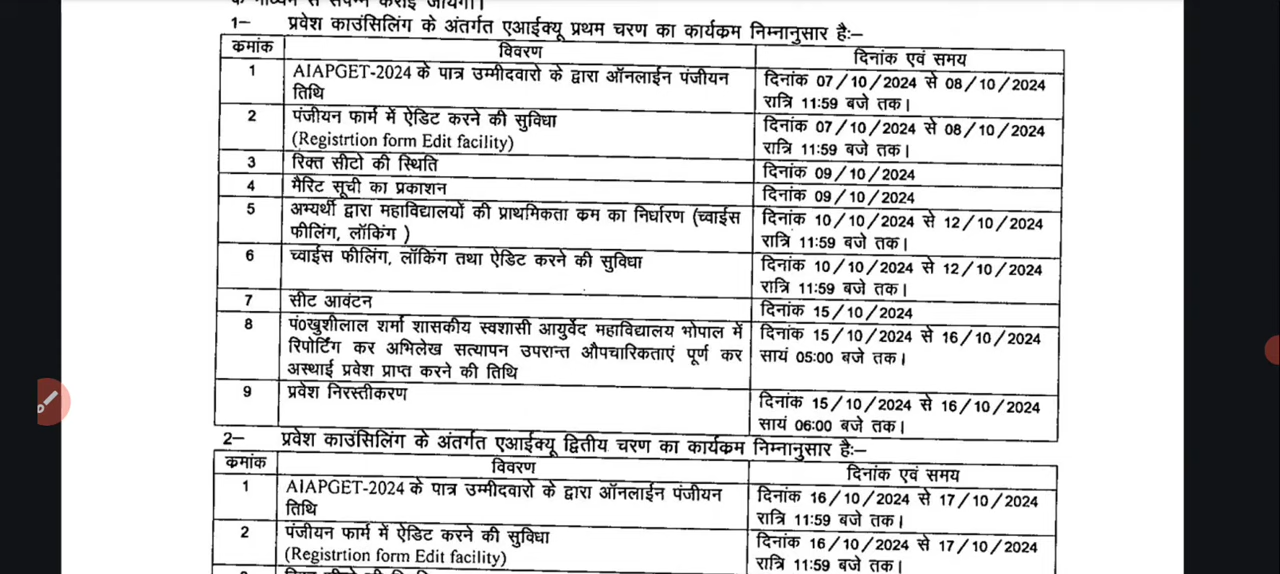 के माध्यम से संपन्न कराई जायेगी।
1– प्रवेश काउंसिलिंग के अंतर्गत एआईक्यू प्रथम चरण का कार्यकम निम्नानुसार हैः–
कमांक विवरण दिनांक एवं समय
1 AIAPGET-2024 के पात्र उम्मीदवारो के द्वारा ऑनलाईन पंजीयन दिनांक 07/10/2024 से 08/10/2024
तिथि रात्रि 11:59 बजे तक।
2 पंजीयन फार्म में ऐडिट करने की सुविधा दिनांक 07/10/2024 से 08/10/2024
(Registrtion form Edit facility) रात्रि 11:59 बजे तक।
3 रिक्त सीटो की स्थिति दिनांक 09/10/2024
4 मैरिट सूची का प्रकाशन दिनांक 09/10/2024
5 अभ्यर्थी द्वारा महाविद्यालयों की प्राथमिकता कम का निर्धारण (च्वाईस दिनांक 10/10/2024 से 12/10/2024
फीलिंग, लॉकिंग ) रात्रि 11:59 बजे तक।
6 च्वाईस फीलिंग, लॉकिंग तथा ऐडिट करने की सुविधा दिनांक 10/10/2024 से 12/10/2024
रात्रि 11:59 बजे तक।
7 सीट आवंटन दिनांक 15/10/2024
8 पं0खुशीलाल शर्मा शासकीय स्वशासी आयुर्वेद महाविद्यालय भोपाल में दिनांक 15/10/2024 से 16/10/2024
रिपोर्टिंग कर अभिलेख सत्यापन उपरान्त औपचारिकताएं पूर्ण कर सायं 05:00 बजे तक।
अस्थाई प्रवेश प्राप्त करने की तिथि
9 प्रवेश निरस्तीकरण दिनांक 15/10/2024 से 16/10/2024
सायं 06:00 बजे तक।
2– प्रवेश काउंसिलिंग के अंतर्गत एआईक्यू द्वितीय चरण का कार्यकम निम्नानुसार हैः–
कमांक विवरण दिनांक एवं समय
1 AIAPGET-2024 के पात्र उम्मीदवारो के द्वारा ऑनलाईन पंजीयन दिनांक 16/10/2024 से 17/10/2024
तिथि रात्रि 11:59 बजे तक।
2 पंजीयन फार्म में ऐडिट करने की सुविधा दिनांक 16/10/2024 से 17/10/2024
(Registrtion form Edit facility) रात्रि 11:59 बजे तक।